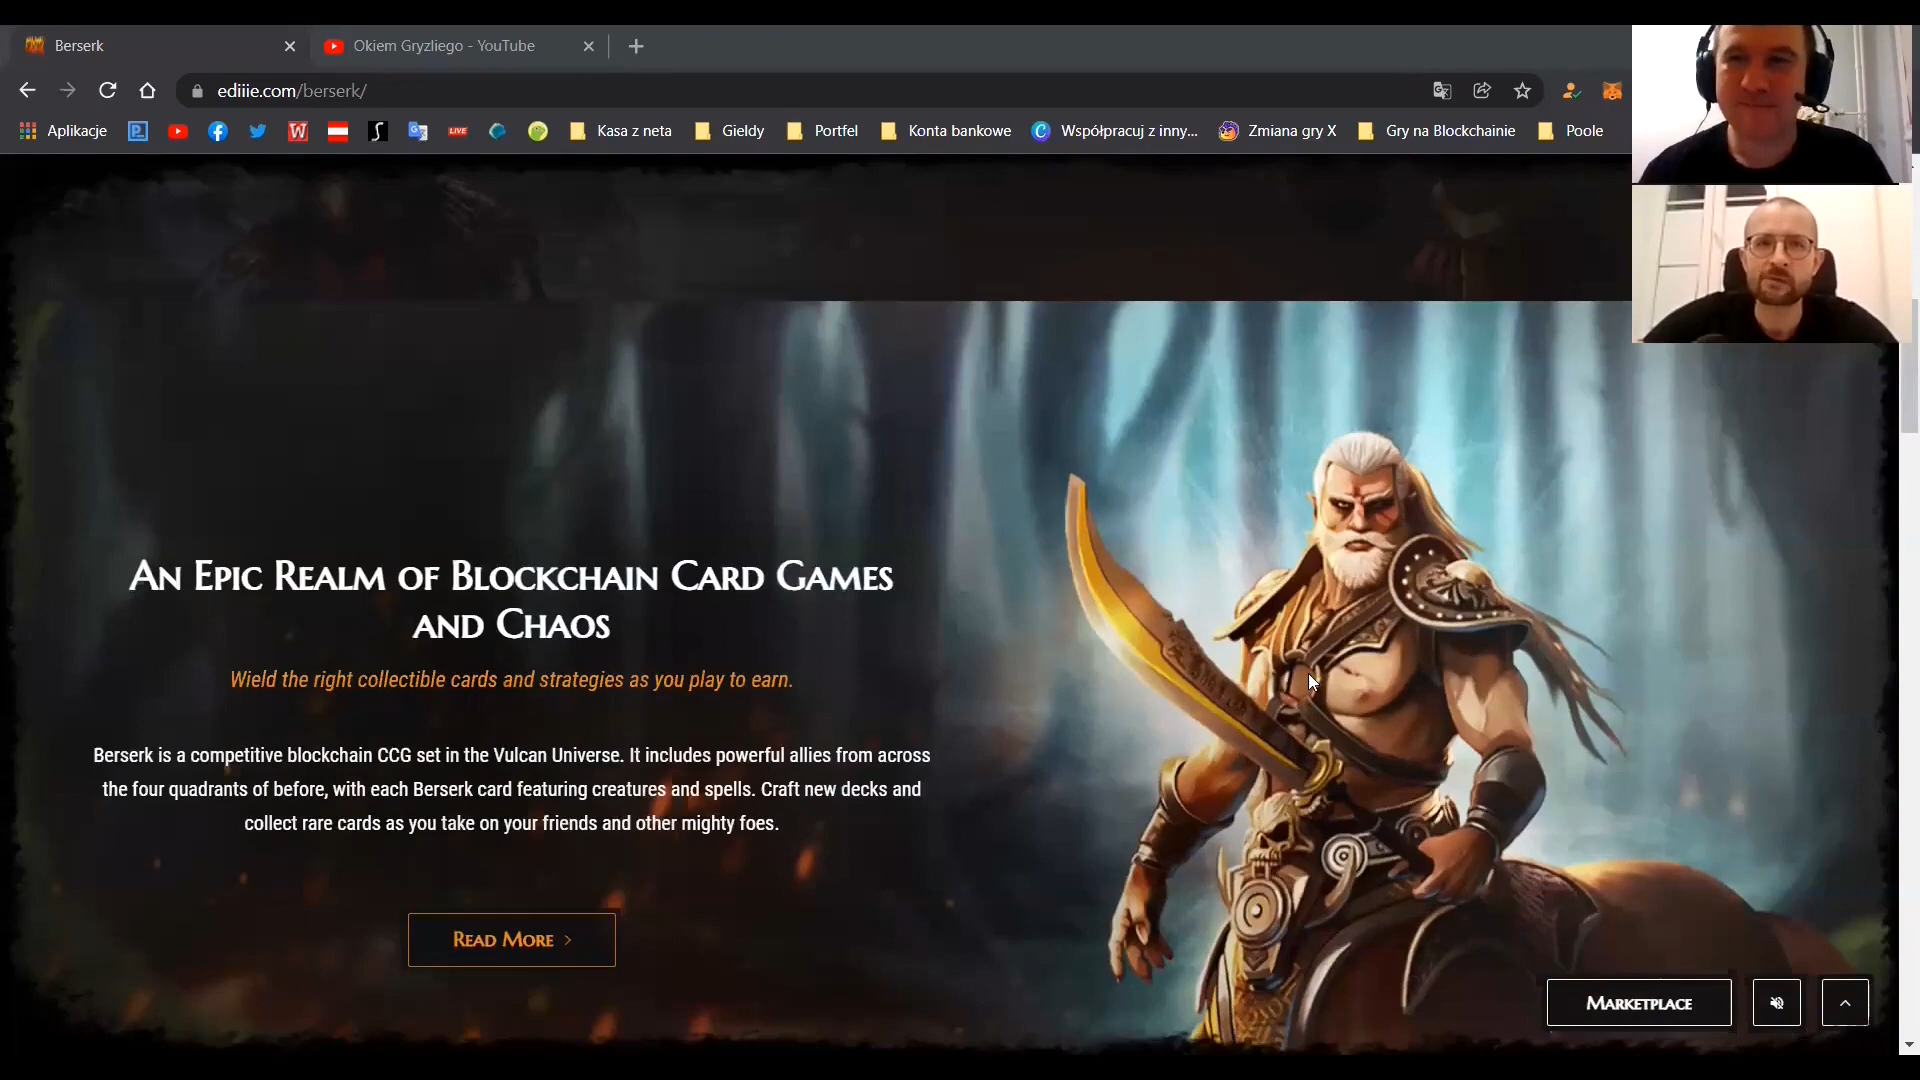 Berserk
Okiem Gryzliego - YouTube
ediiie.com/berserk/
Aplikacje
LIVE
Kasa z neta
Gieldy
Portfel
Konta bankowe
Współpracuj z inny...
Zmiana gry X
Gry na Blockchainie
Poole
An Epic Realm of Blockchain Card Games
and Chaos
Wield the right collectible cards and strategies as you play to earn.
Berserk is a competitive blockchain CCG set in the Vulcan Universe. It includes powerful allies from across
the four quadrants of before, with each Berserk card featuring creatures and spells. Craft new decks and
collect rare cards as you take on your friends and other mighty foes.
Read More
Marketplace